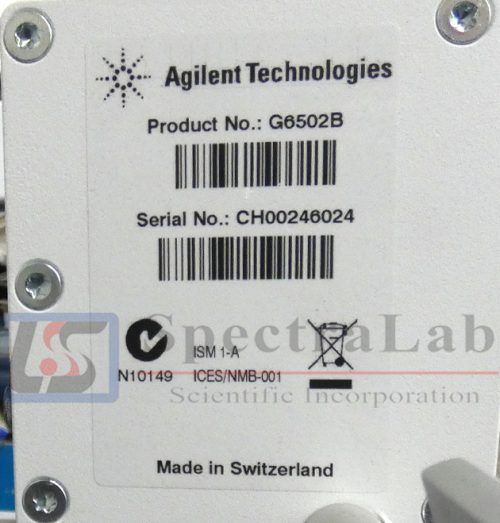 Agilent Technologies
Product No.: G6502B
Serial No.: CH00246024
LSS SpectraLab
ISM 1-A
N10149 ICES/NMB-001
Scientific Incorporation
Made in Switzerland